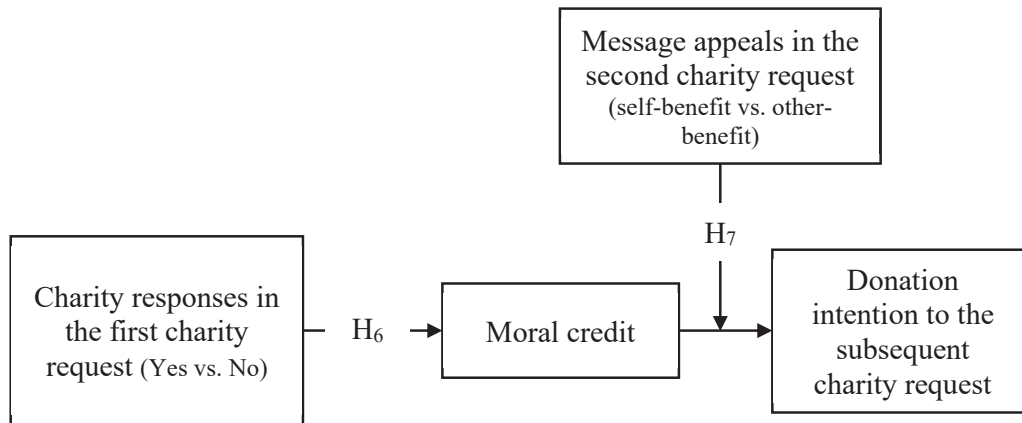 Message appeals in the
second charity request
(self-benefit vs. other-
benefit)
H₇
Charity responses in
the first charity
request (Yes vs. No)
H₆
Moral credit
Donation
intention to the
subsequent
charity request